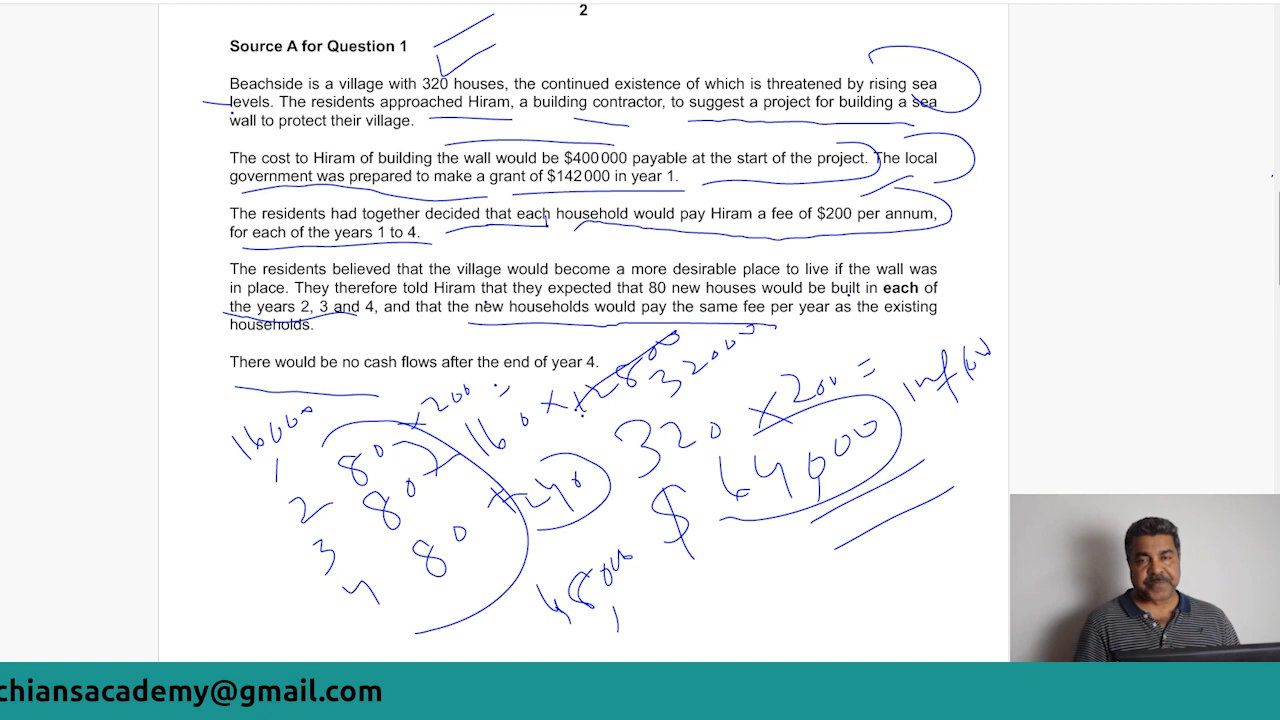 2
Source A for Question 1
Beachside is a village with 320 houses, the continued existence of which is threatened by rising sea
levels. The residents approached Hiram, a building contractor, to suggest a project for building a sea
wall to protect their village.
The cost to Hiram of building the wall would be $400 000 payable at the start of the project. The local
government was prepared to make a grant of $142 000 in year 1.
The residents had together decided that each household would pay Hiram a fee of $200 per annum,
for each of the years 1 to 4.
The residents believed that the village would become a more desirable place to live if the wall was
in place. They therefore told Hiram that they expected that 80 new houses would be built in each of
the years 2, 3 and 4, and that the new households would pay the same fee per year as the existing
households.
There would be no cash flows after the end of year 4.
32000
16000
80 × 200 =
160
320 × 200 =
inflow
$ 64000
1
2 80
3 80
4
240
48000
chiansacademy@gmail.com